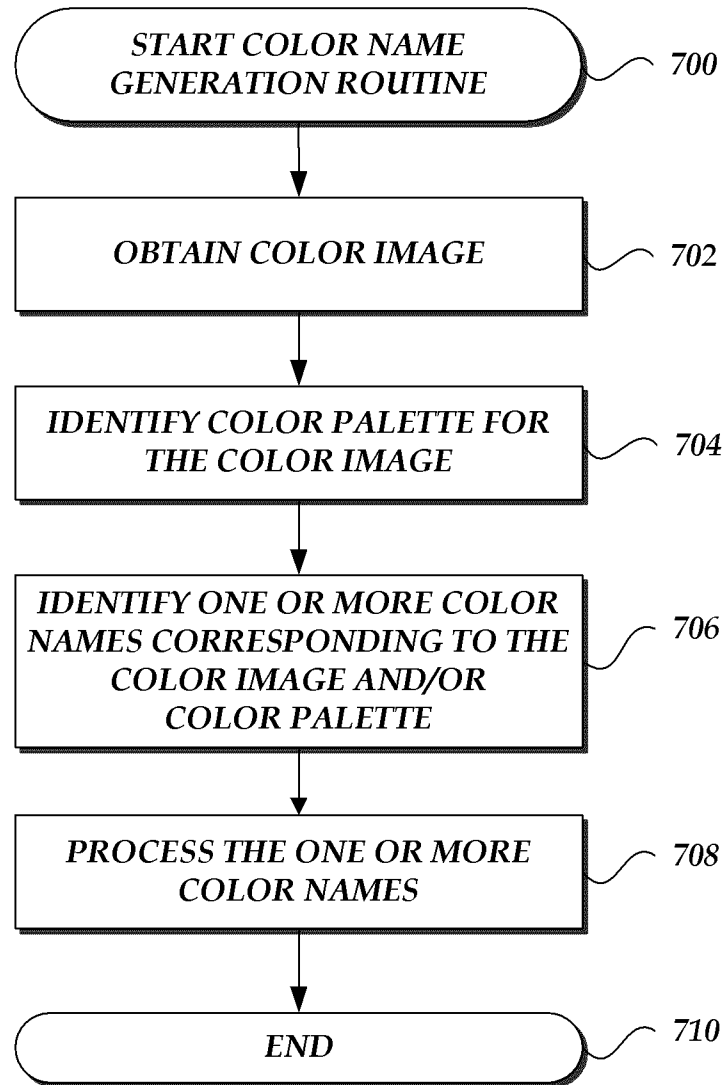 START COLOR NAME
GENERATION ROUTINE
700
OBTAIN COLOR IMAGE
702
IDENTIFY COLOR PALETTE FOR
THE COLOR IMAGE
704
IDENTIFY ONE OR MORE COLOR
NAMES CORRESPONDING TO THE
COLOR IMAGE AND/OR
COLOR PALETTE
706
PROCESS THE ONE OR MORE
COLOR NAMES
708
END
710